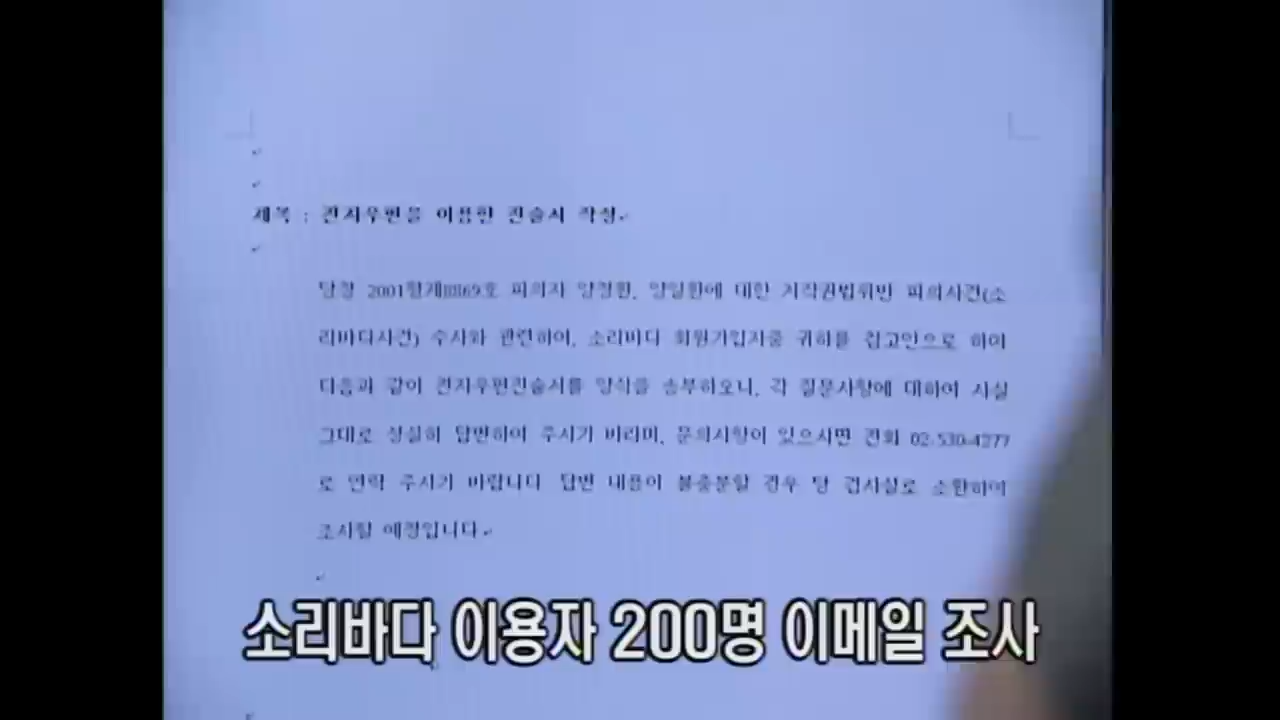 제목 : 전자우편을 이용한 진술서 작성
당청 2001형제8869호 피의자 양정환, 양일환에 대한 저작권법위반 피의사건(소
리바다사건) 수사와 관련하여, 소리바다 회원가입자중 귀하를 참고인으로 하여
다음과 같이 전자우편진술서를 양식을 송부하오니, 각 질문사항에 대하여 사실
그대로 성실히 답변하여 주시기 바라며, 문의사항이 있으시면 전화 02-530-4277
로 연락 주시기 바랍니다 답변 내용이 불충분할 경우 당 검사실로 소환하여
조사할 예정입니다
소리바다 이용자 200명 이메일 조사